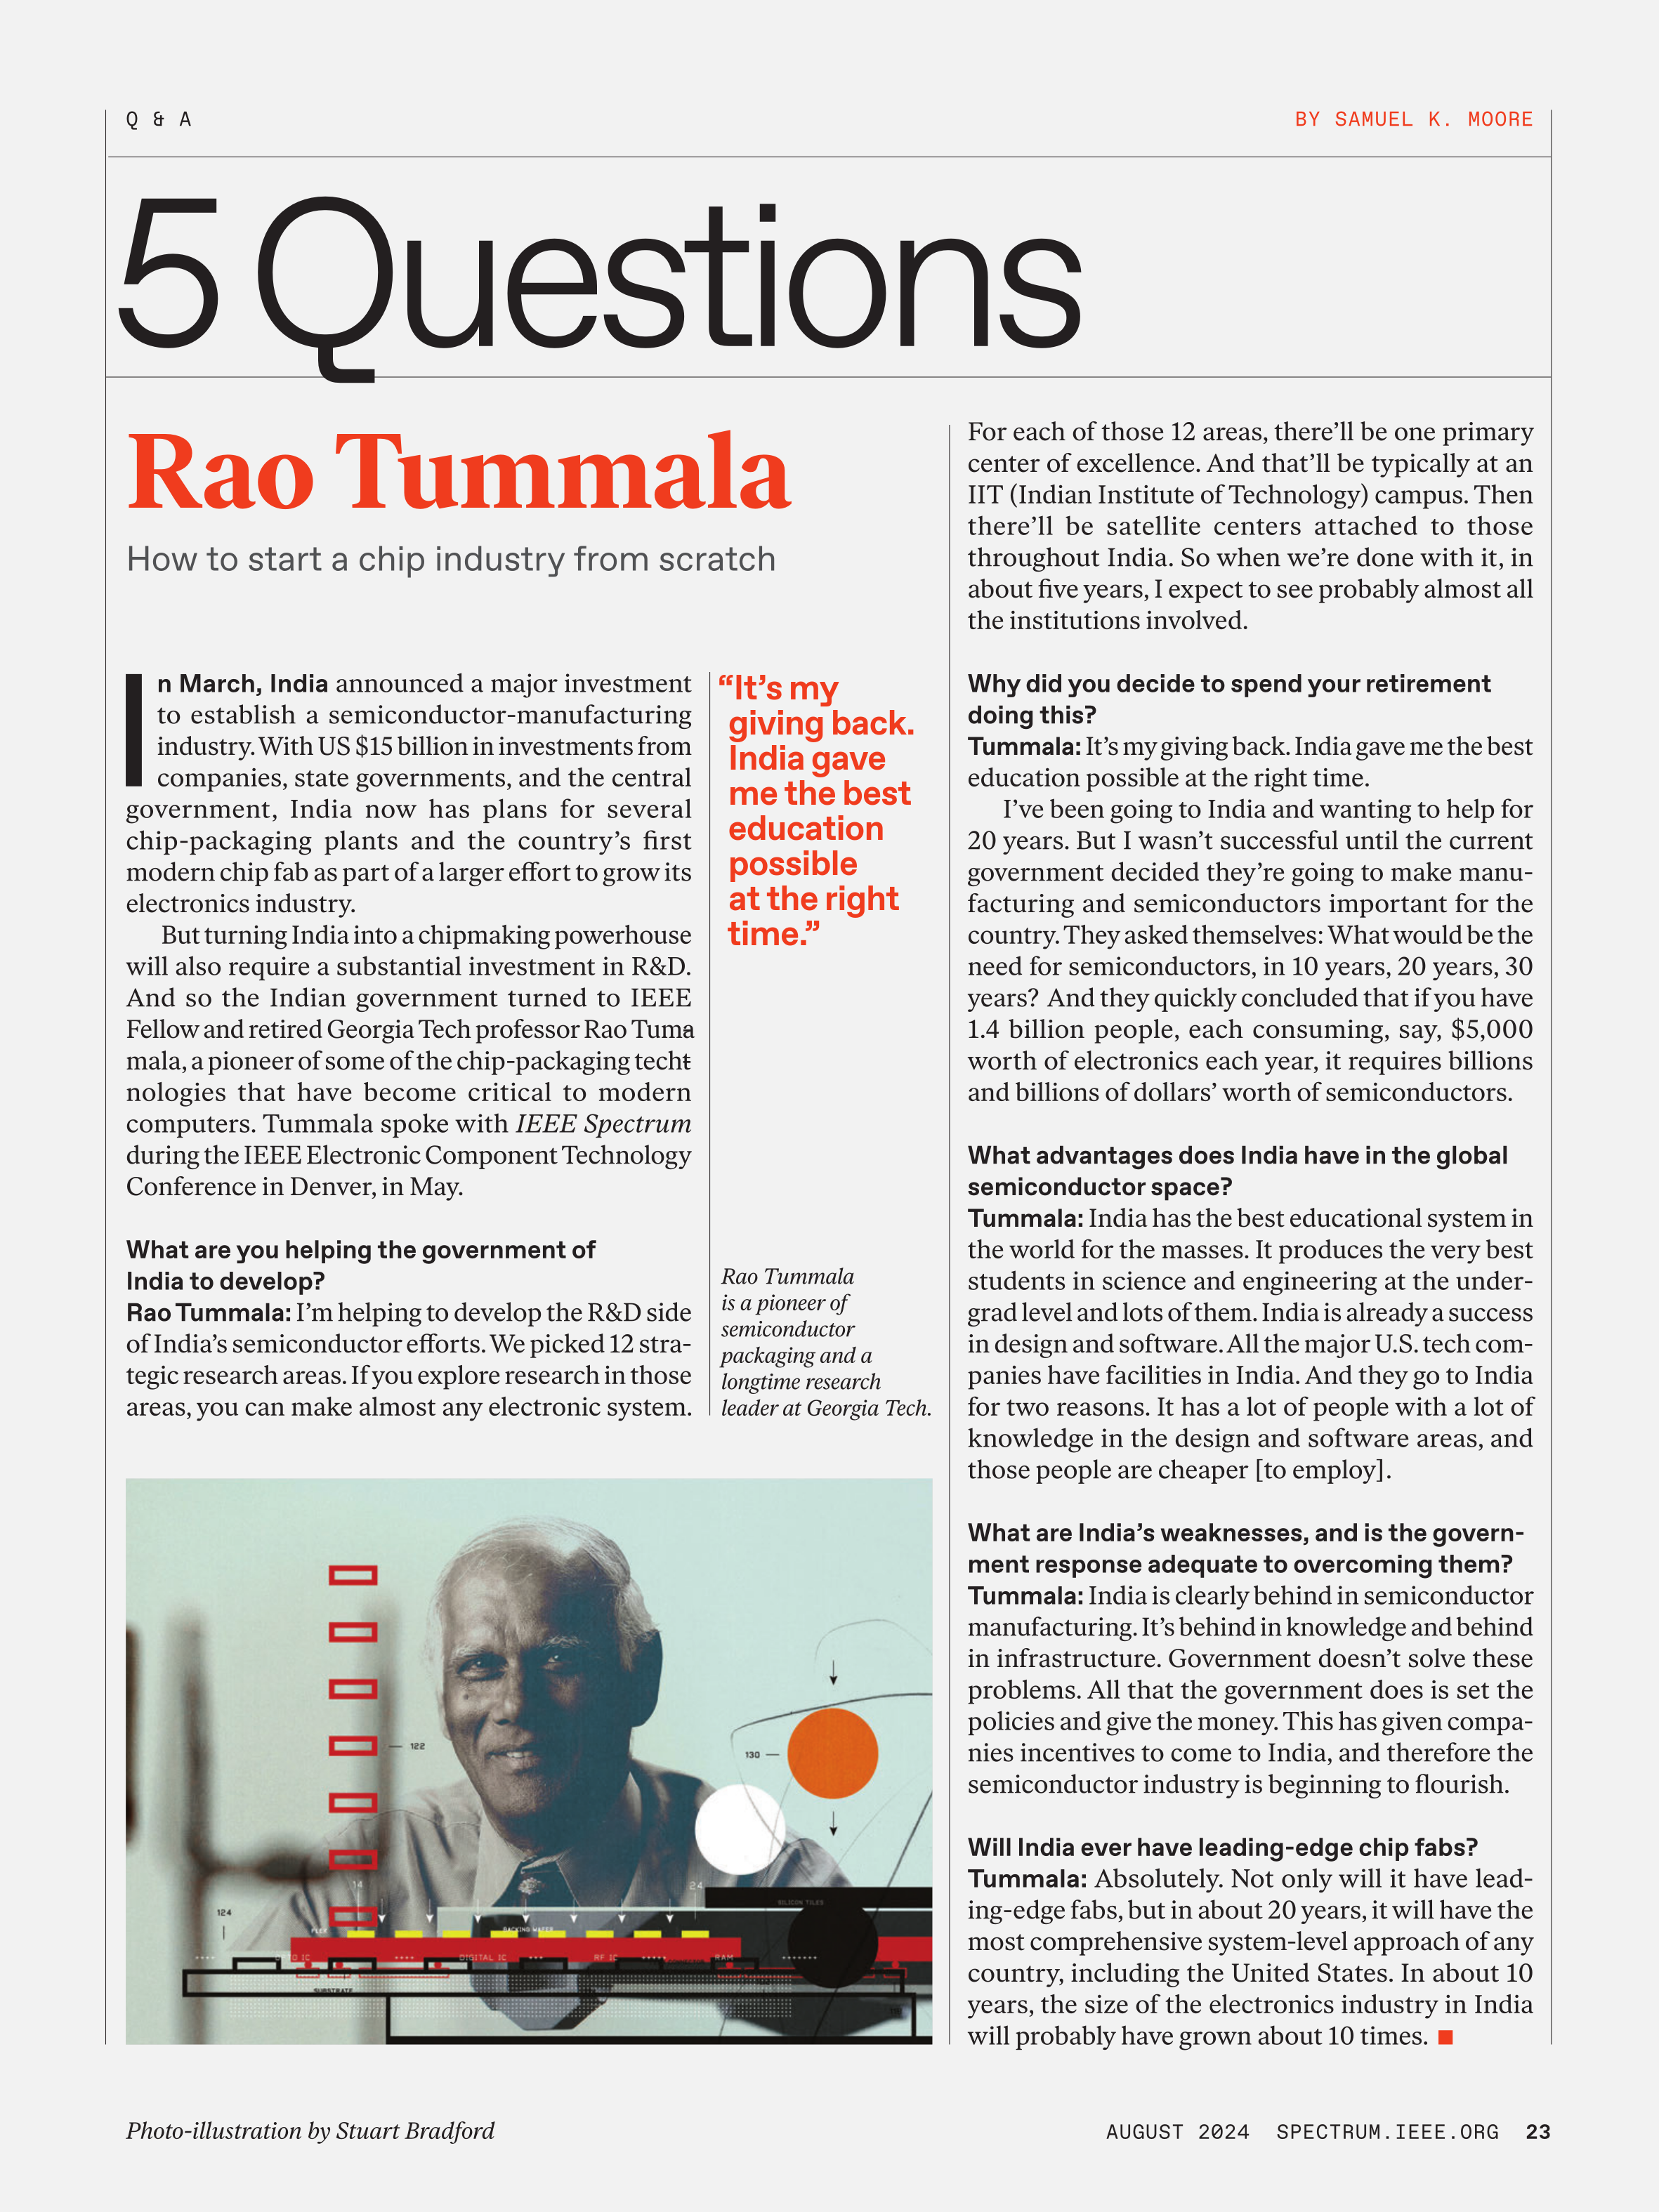 Q & A
BY SAMUEL K. MOORE
5 Questions
Rao Tummala
How to start a chip industry from scratch
In March, India announced a major investment
to establish a semiconductor-manufacturing
industry. With US $15 billion in investments from
companies, state governments, and the central
government, India now has plans for several
chip-packaging plants and the country’s first
modern chip fab as part of a larger effort to grow its
electronics industry.
But turning India into a chipmaking powerhouse
will also require a substantial investment in R&D.
And so the Indian government turned to IEEE
Fellow and retired Georgia Tech professor Rao Tum-
mala, a pioneer of some of the chip-packaging tech-
nologies that have become critical to modern
computers. Tummala spoke with IEEE Spectrum
during the IEEE Electronic Component Technology
Conference in Denver, in May.
What are you helping the government of
India to develop?
Rao Tummala: I’m helping to develop the R&D side
of India’s semiconductor efforts. We picked 12 stra-
tegic research areas. If you explore research in those
areas, you can make almost any electronic system.
“It’s my
giving back.
India gave
me the best
education
possible
at the right
time.”
Rao Tummala
is a pioneer of
semiconductor
packaging and a
longtime research
leader at Georgia Tech.
122
130
14
24
124
SILICON TILES
FLEX
BACKING WAFER
OPTO IC
DIGITAL IC
RF IC
RAM
SUBSTRATE
For each of those 12 areas, there’ll be one primary
center of excellence. And that’ll be typically at an
IIT (Indian Institute of Technology) campus. Then
there’ll be satellite centers attached to those
throughout India. So when we’re done with it, in
about five years, I expect to see probably almost all
the institutions involved.
Why did you decide to spend your retirement
doing this?
Tummala: It’s my giving back. India gave me the best
education possible at the right time.
I’ve been going to India and wanting to help for
20 years. But I wasn’t successful until the current
government decided they’re going to make manu-
facturing and semiconductors important for the
country. They asked themselves: What would be the
need for semiconductors, in 10 years, 20 years, 30
years? And they quickly concluded that if you have
1.4 billion people, each consuming, say, $5,000
worth of electronics each year, it requires billions
and billions of dollars’ worth of semiconductors.
What advantages does India have in the global
semiconductor space?
Tummala: India has the best educational system in
the world for the masses. It produces the very best
students in science and engineering at the under-
grad level and lots of them. India is already a success
in design and software. All the major U.S. tech com-
panies have facilities in India. And they go to India
for two reasons. It has a lot of people with a lot of
knowledge in the design and software areas, and
those people are cheaper [to employ].
What are India’s weaknesses, and is the govern-
ment response adequate to overcoming them?
Tummala: India is clearly behind in semiconductor
manufacturing. It’s behind in knowledge and behind
in infrastructure. Government doesn’t solve these
problems. All that the government does is set the
policies and give the money. This has given compa-
nies incentives to come to India, and therefore the
semiconductor industry is beginning to flourish.
Will India ever have leading-edge chip fabs?
Tummala: Absolutely. Not only will it have lead-
ing-edge fabs, but in about 20 years, it will have the
most comprehensive system-level approach of any
country, including the United States. In about 10
years, the size of the electronics industry in India
will probably have grown about 10 times.
Photo-illustration by Stuart Bradford
AUGUST 2024 SPECTRUM.IEEE.ORG 23